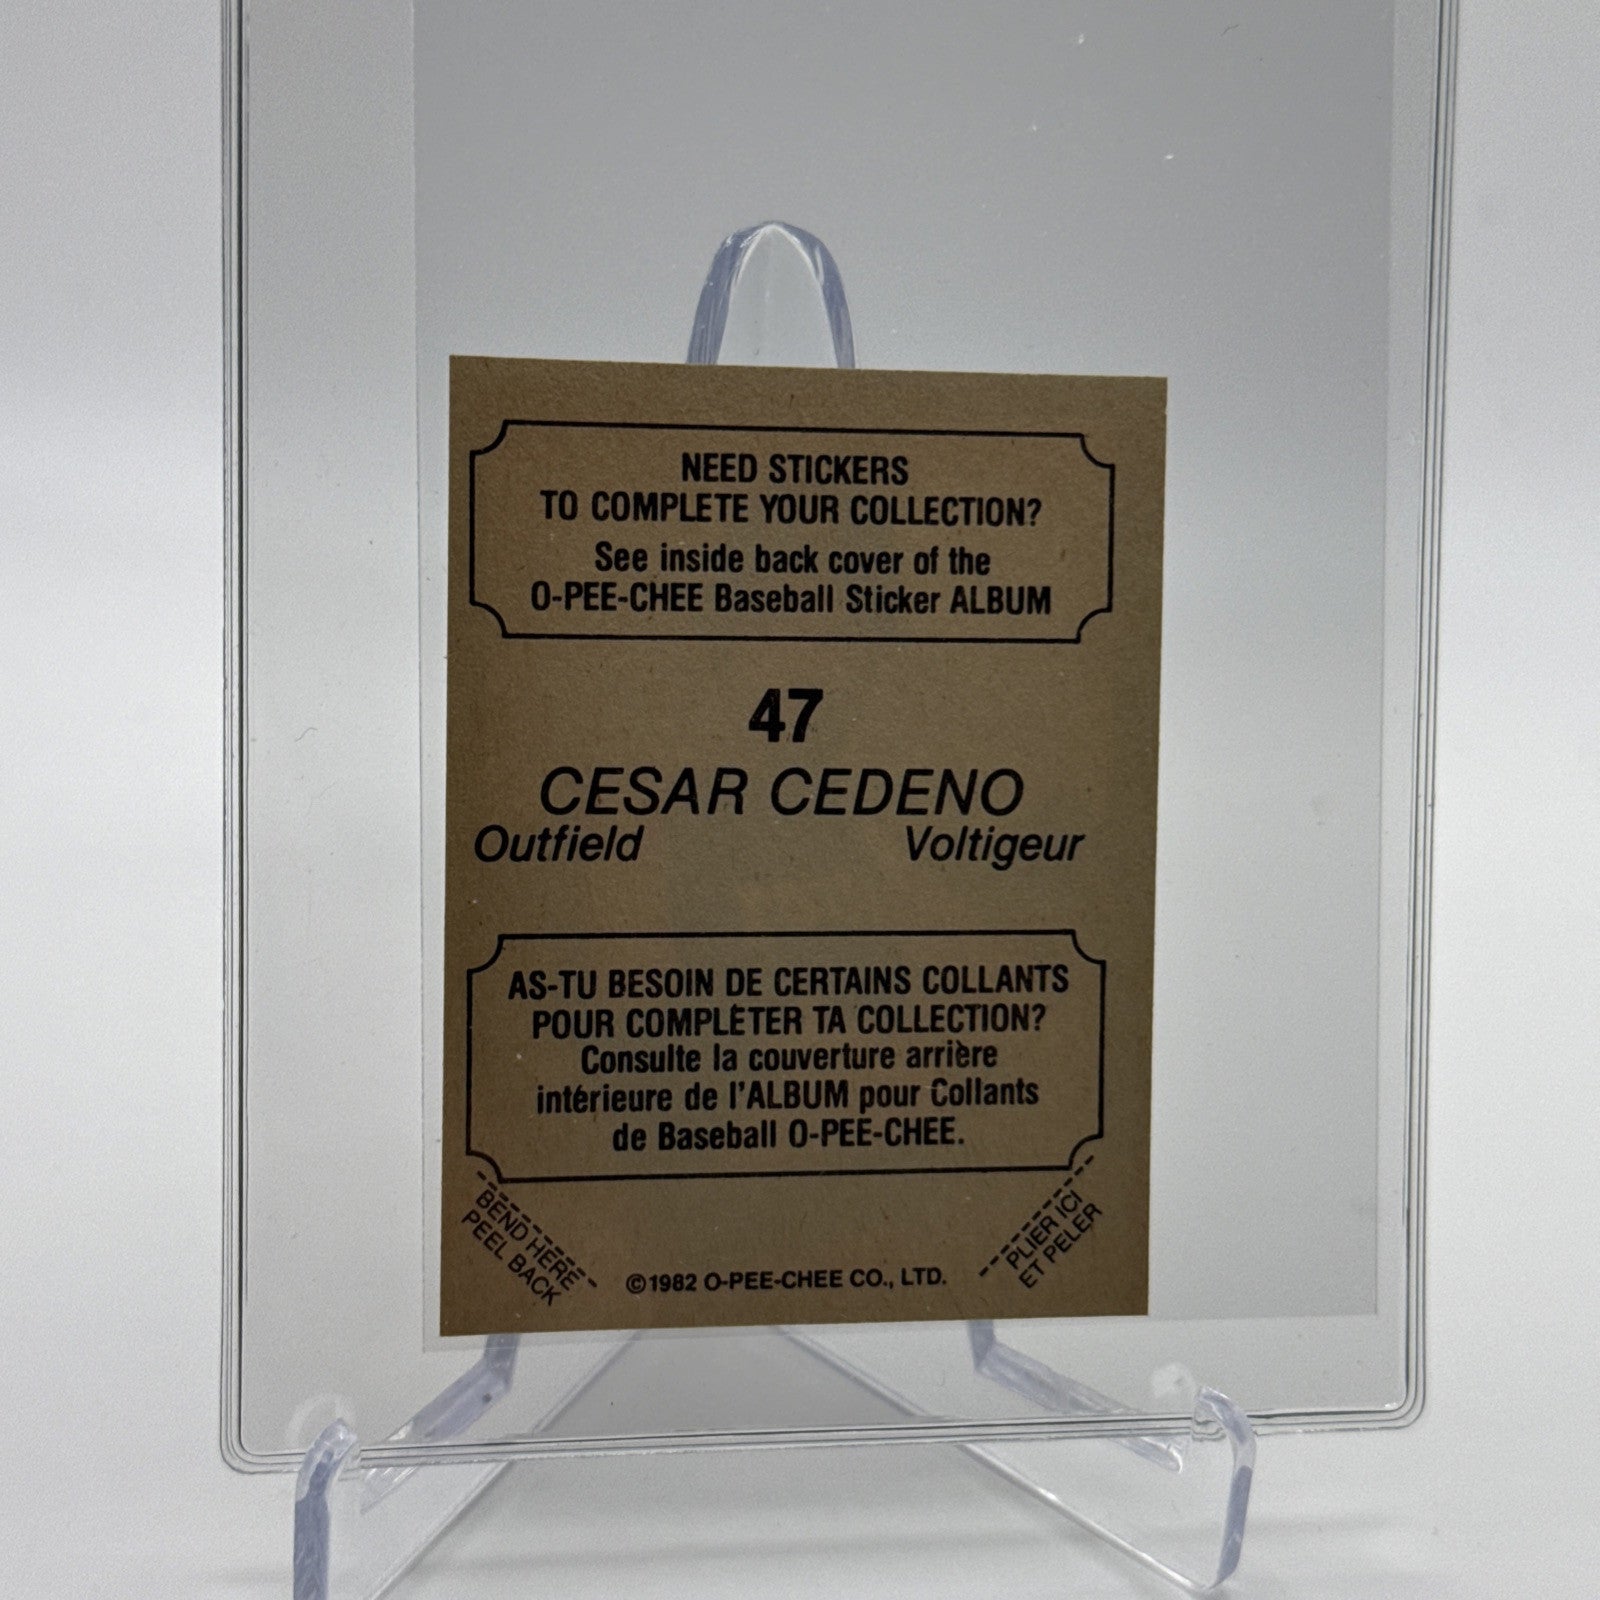 NEED STICKERS
TO COMPLETE YOUR COLLECTION?
See inside back cover of the
O-PEE-CHEE Baseball Sticker ALBUM
47
CESAR CEDENO
Outfield Voltigeur
AS-TU BESOIN DE CERTAINS COLLANTS
POUR COMPLÉTER TA COLLECTION?
Consulte la couverture arrière
intérieure de l'ALBUM pour Collants
de Baseball O-PEE-CHEE.
BEND HERE
PEEL BACK
©1982 O-PEE-CHEE CO., LTD.
PLIER ICI
ET PELER